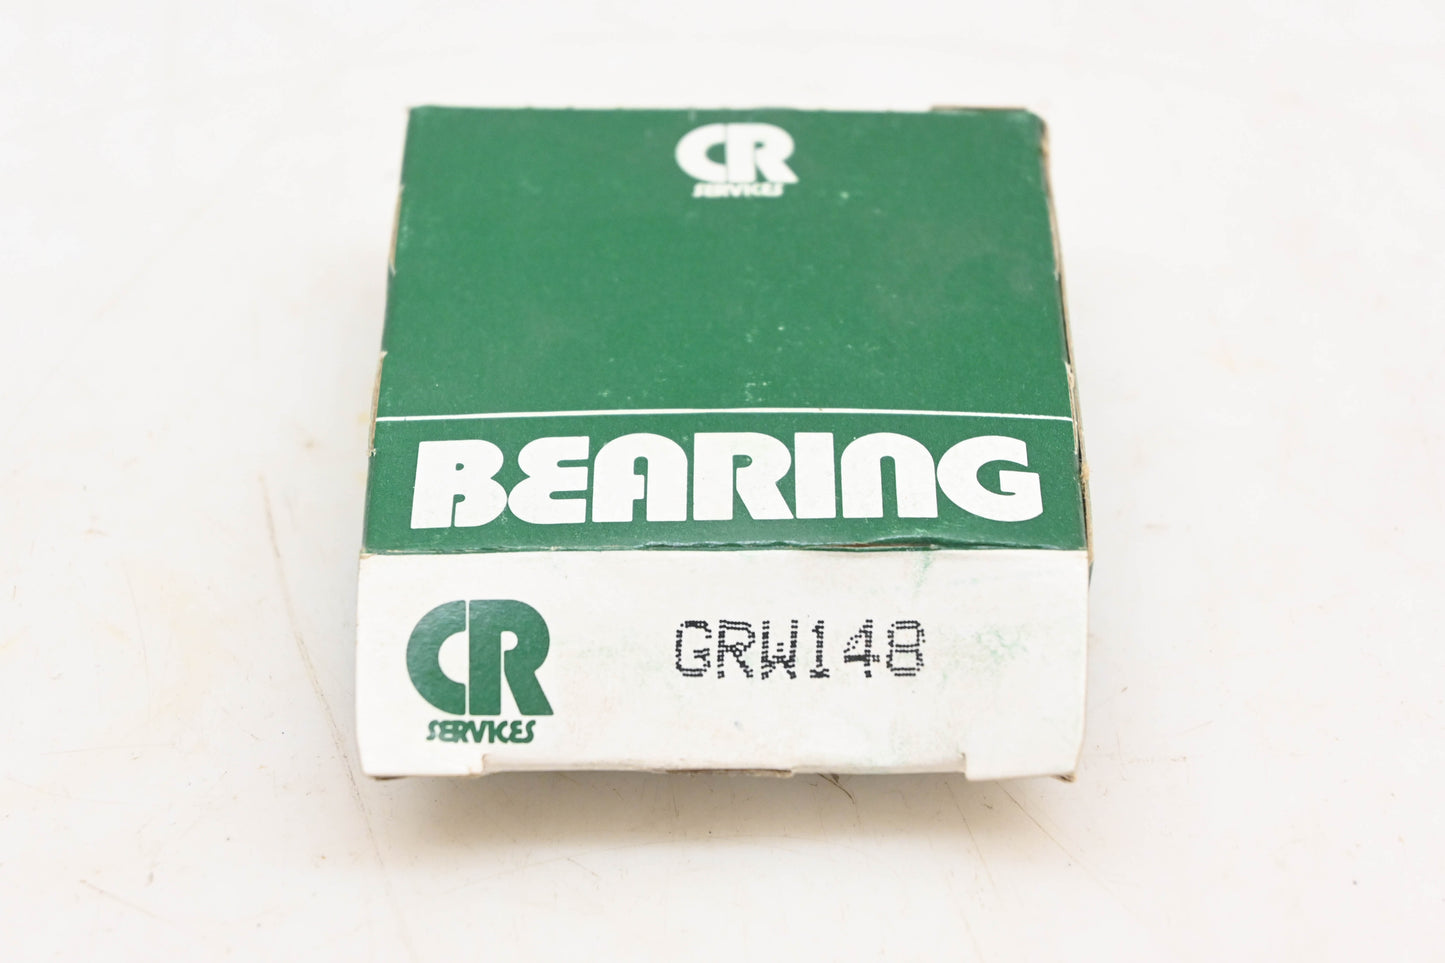 CR
SERVICES
BEARING
CR
SERVICES
GRW148